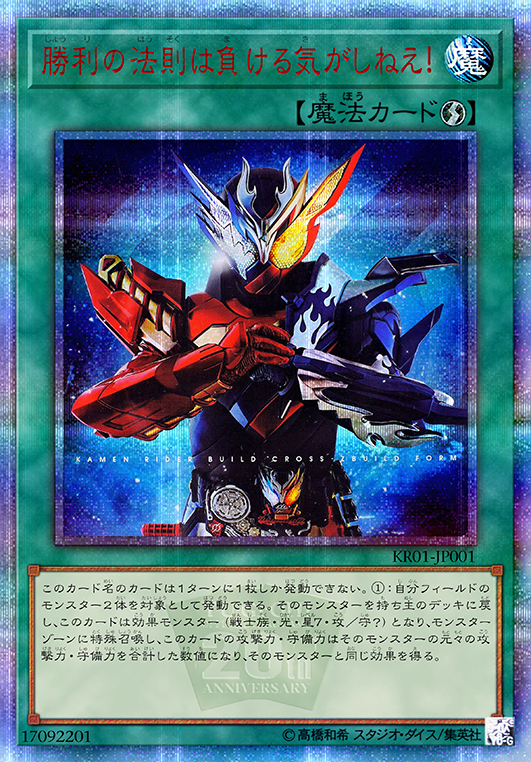 勝利の法則は負ける気がしねえ!
魔
【魔法カード】
KAMEN RIDER BUILD CROSS-ZBUILD FORM
KR01-JP001
このカード名のカードは1ターンに1枚しか発動できない。①:自分フィールドの
モンスター2体を対象として発動できる。そのモンスターを持ち主のデッキに戻
し、このカードは効果モンスター（戦士族・光・星7・攻／守?）となり、モンスター
ゾーンに特殊召喚し、このカードの攻撃力・守備力はそのモンスターの元々の攻
撃力・守備力を合計した数値になり、そのモンスターと同じ効果を得る。
20th
ANNIVERSARY
17092201
©高橋和希 スタジオ・ダイス/集英社